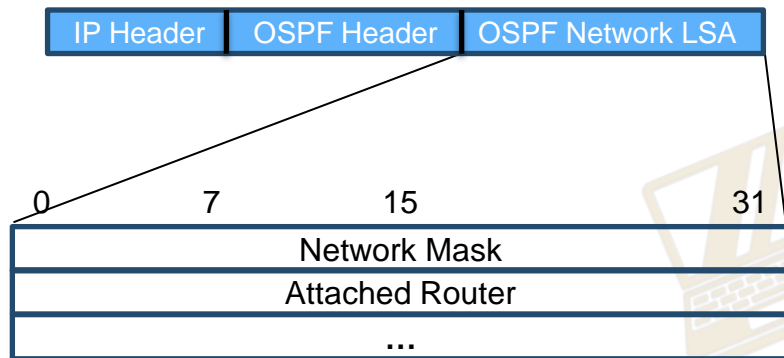 IP Header OSPF Header OSPF Network LSA
0 7 15 31
Network Mask
Attached Router
...